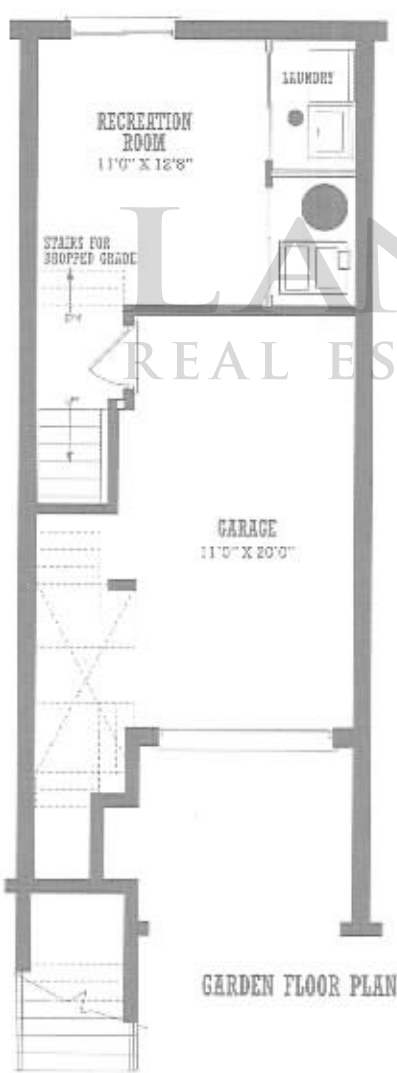 LAUNDRY
RECREATION
ROOM
11'0" X 12'8"
STAIRS FOR
DROPPED GRADE
LAN
REAL ES
GARAGE
11'0" X 20'0"
GARDEN FLOOR PLAN